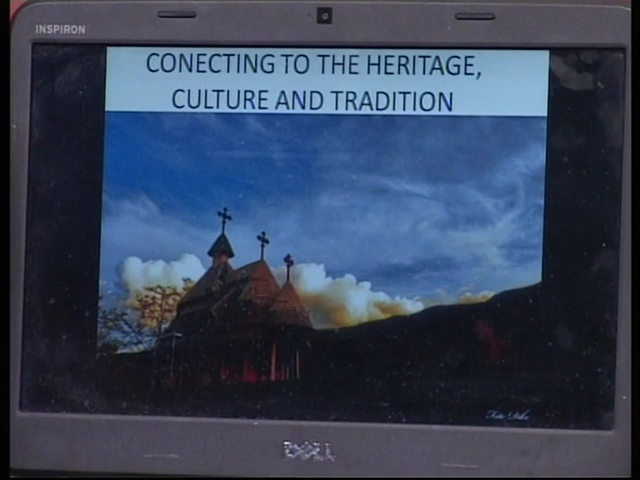 INSPIRON
CONECTING TO THE HERITAGE,
CULTURE AND TRADITION
DELL